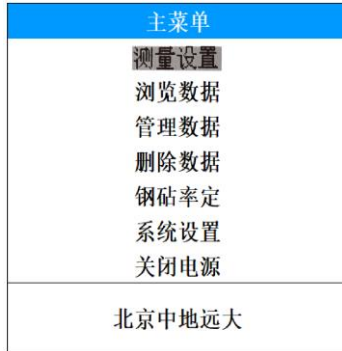 主菜单
测量设置
浏览数据
管理数据
删除数据
钢砧率定
系统设置
关闭电源
北京中地远大